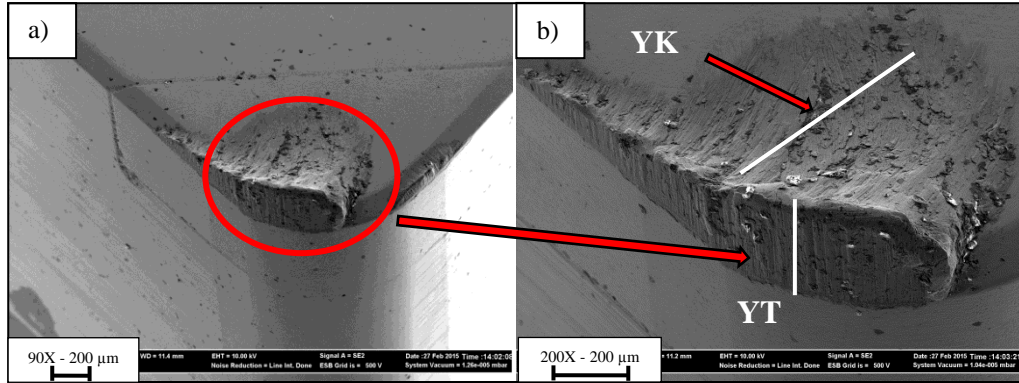 a)
90X - 200 µm
WD = 11.4 mm EHT = 10.00 kV Signal A = SE2 Date :27 Feb 2015 Time :14:02:08
Noise Reduction = Line Int. Done ESB Grid is = 500 V System Vacuum = 1.26e-005 mbar
b)
YK
YT
200X - 200 µm
WD = 11.2 mm EHT = 10.00 kV Signal A = SE2 Date :27 Feb 2015 Time :14:03:29
Noise Reduction = Line Int. Done ESB Grid is = 500 V System Vacuum = 1.04e-005 mbar